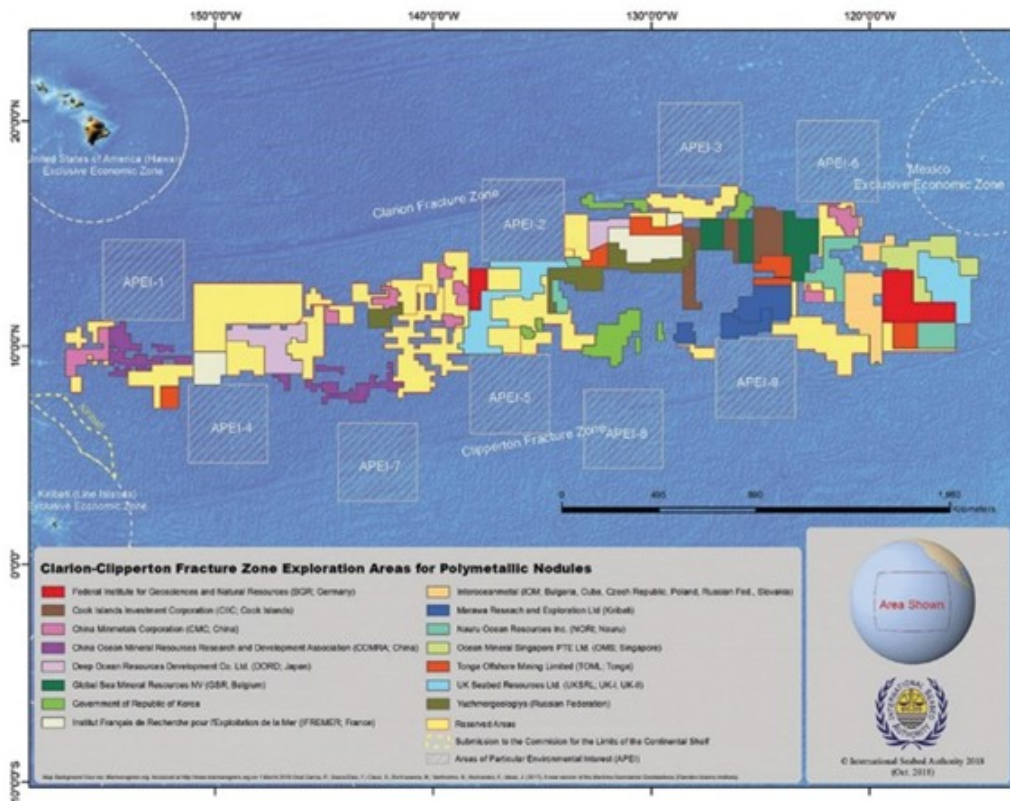 150°0'0"W 140°0'0"W 130°0'0"W 120°0'0"W
20°0'0"N
10°0'0"N
0°0'0"
10°0'0"S
United States of America (Hawaii)
Exclusive Economic Zone
Mexico
Exclusive Economic Zone
Clarion Fracture Zone
APEI-3
APEI-6
APEI-2
APEI-1
APEI-9
APEI-5
APEI-4
APEI-8
Clipperton Fracture Zone
APEI-7
Kiribati
Kiribati (Line Islands)
Exclusive Economic Zone
0
Kilometers
Clarion-Clipperton Fracture Zone Exploration Areas for Polymetallic Nodules
Federal Institute for Geosciences and Natural Resources (BGR; Germany)
Cook Islands Investment Corporation (CIIC; Cook Islands)
China Minmetals Corporation (CMC; China)
China Ocean Mineral Resources Research and Development Association (COMRA; China)
Deep Ocean Resources Development Co. Ltd. (DORD; Japan)
Global Sea Mineral Resources NV (GSR; Belgium)
Government of Republic of Korea
Institut Français de Recherche pour l'Exploitation de la Mer (IFREMER; France)
Interoceanmetal (IOM; Bulgaria, Cuba, Czech Republic, Poland, Russian Fed., Slovakia)
Marawa Research and Exploration Ltd (Kiribati)
Nauru Ocean Resources Inc. (NORI; Nauru)
Ocean Mineral Singapore PTE Ltd. (OMS; Singapore)
Tonga Offshore Mining Limited (TOML; Tonga)
UK Seabed Resources Ltd. (UKSRL; UK-I, UK-II)
Yuzhmorgeologiya (Russian Federation)
Reserved Areas
Submission to the Commision for the Limits of the Continental Shelf
Areas of Particular Environmental Interest (APEI)
Area Shown
INTERNATIONAL SEABED AUTHORITY
© International Seabed Authority 2018
(Oct. 2018)